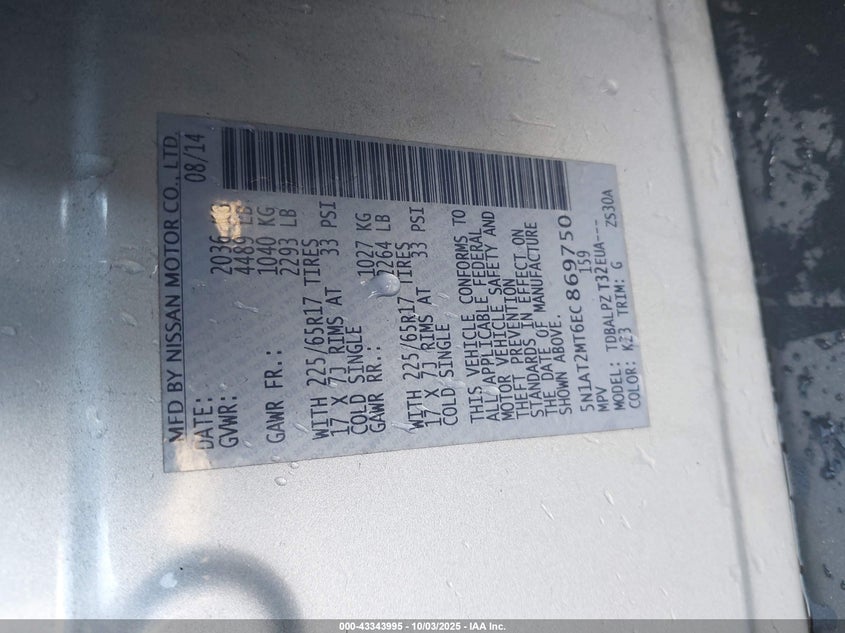 MFD BY NISSAN MOTOR CO., LTD.
DATE: 08/14
GVWR: 2036 KG
4489 LB
GAWR FR.: 1040 KG
2293 LB
WITH 225/65R17 TIRES
17 X 7J RIMS AT 33 PSI
COLD SINGLE
GAWR RR.: 1027 KG
2264 LB
WITH 225/65R17 TIRES
17 X 7J RIMS AT 33 PSI
COLD SINGLE
THIS VEHICLE CONFORMS TO
ALL APPLICABLE FEDERAL
MOTOR VEHICLE SAFETY AND
THEFT PREVENTION
STANDARDS IN EFFECT ON
THE DATE OF MANUFACTURE
SHOWN ABOVE.
5N1AT2MT6EC869750
MPV 159
MODEL: TDBALPZ T32EUA---
COLOR: K23 TRIM: G ZS30A
000-43343995 - 10/03/2025 - IAA Inc.